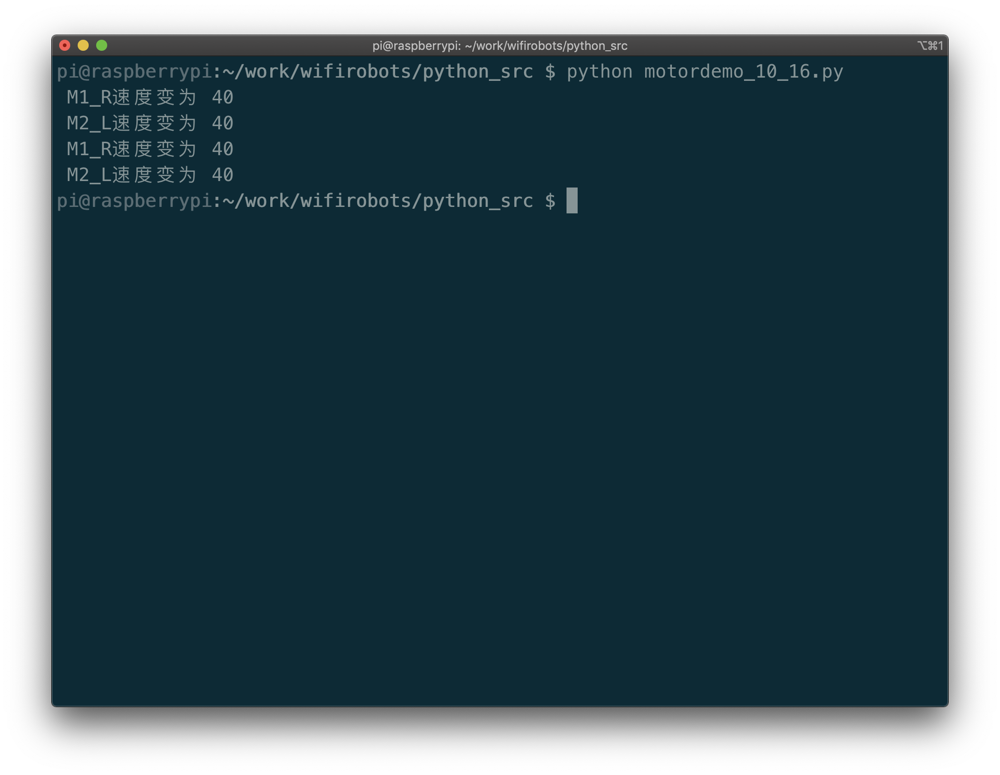 pi@raspberrypi: ~/work/wifirobots/python_src
⌥⌘1
pi@raspberrypi:~/work/wifirobots/python_src $ python motordemo_10_16.py
M1_R速度变为 40
M2_L速度变为 40
M1_R速度变为 40
M2_L速度变为 40
pi@raspberrypi:~/work/wifirobots/python_src $